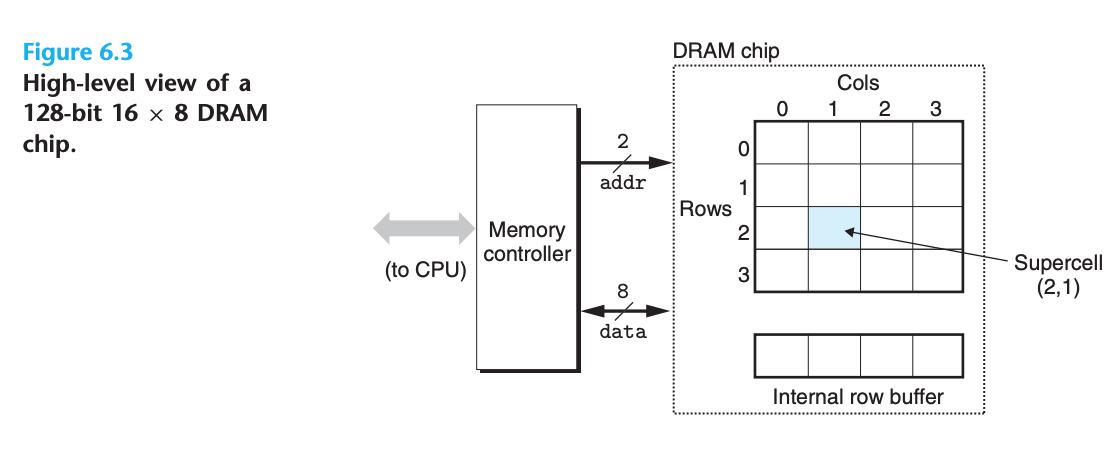 Figure 6.3
High-level view of a
128-bit 16 × 8 DRAM
chip.
DRAM chip
Cols
0 1 2 3
0
1
Rows
2
3
2
addr
Memory
controller
(to CPU)
8
data
Supercell
(2,1)
Internal row buffer